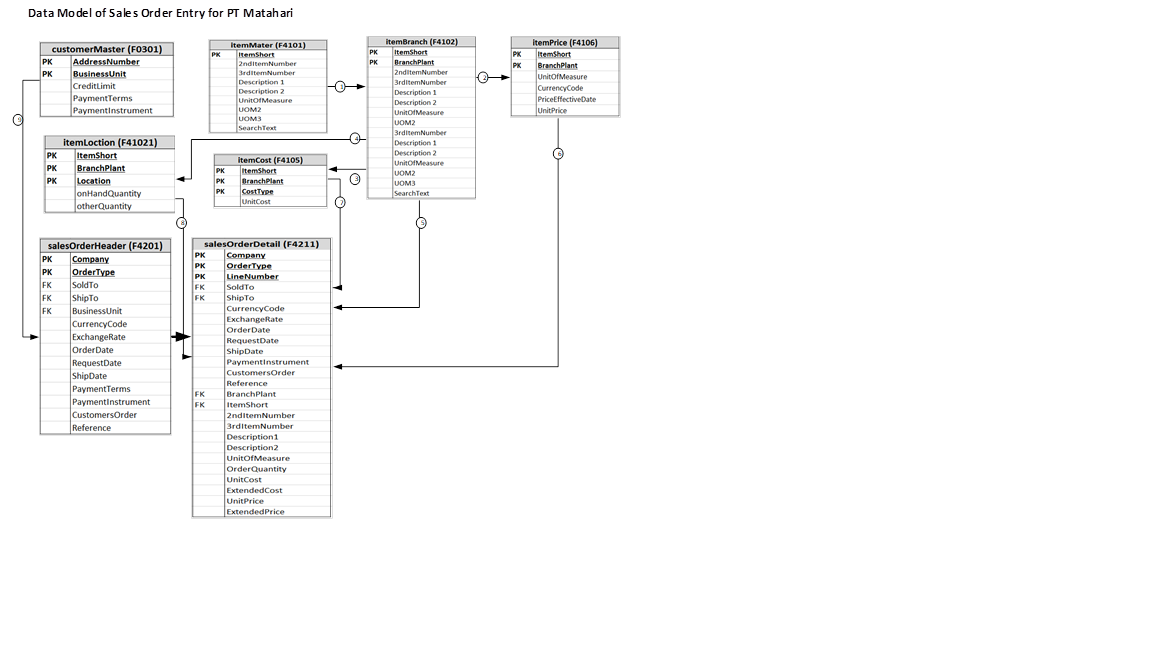 Data Model of Sales Order Entry for PT Matahari
customerMaster (F0301)
PK AddressNumber
PK BusinessUnit
CreditLimit
PaymentTerms
PaymentInstrument
itemMater (F4101)
PK ItemShort
2ndItemNumber
3rdItemNumber
Description 1
Description 2
UnitOfMeasure
UOM2
UOM3
SearchText
1
itemBranch (F4102)
PK ItemShort
PK BranchPlant
2ndItemNumber
3rdItemNumber
Description 1
Description 2
UnitOfMeasure
UOM2
3rdItemNumber
Description 1
Description 2
UnitOfMeasure
UOM2
UOM3
SearchText
2
itemPrice (F4106)
PK ItemShort
PK BranchPlant
UnitOfMeasure
CurrencyCode
PriceEffectiveDate
UnitPrice
9
itemLoction (F41021)
PK ItemShort
PK BranchPlant
PK Location
onHandQuantity
otherQuantity
4
itemCost (F4105)
PK ItemShort
PK BranchPlant
PK CostType
UnitCost
3
6
7
8
5
salesOrderHeader (F4201)
PK Company
PK OrderType
FK SoldTo
FK ShipTo
FK BusinessUnit
CurrencyCode
ExchangeRate
OrderDate
RequestDate
ShipDate
PaymentTerms
PaymentInstrument
CustomersOrder
Reference
salesOrderDetail (F4211)
PK Company
PK OrderType
PK LineNumber
FK SoldTo
FK ShipTo
CurrencyCode
ExchangeRate
OrderDate
RequestDate
ShipDate
PaymentInstrument
CustomersOrder
Reference
FK BranchPlant
FK ItemShort
2ndItemNumber
3rdItemNumber
Description1
Description2
UnitOfMeasure
OrderQuantity
UnitCost
ExtendedCost
UnitPrice
ExtendedPrice